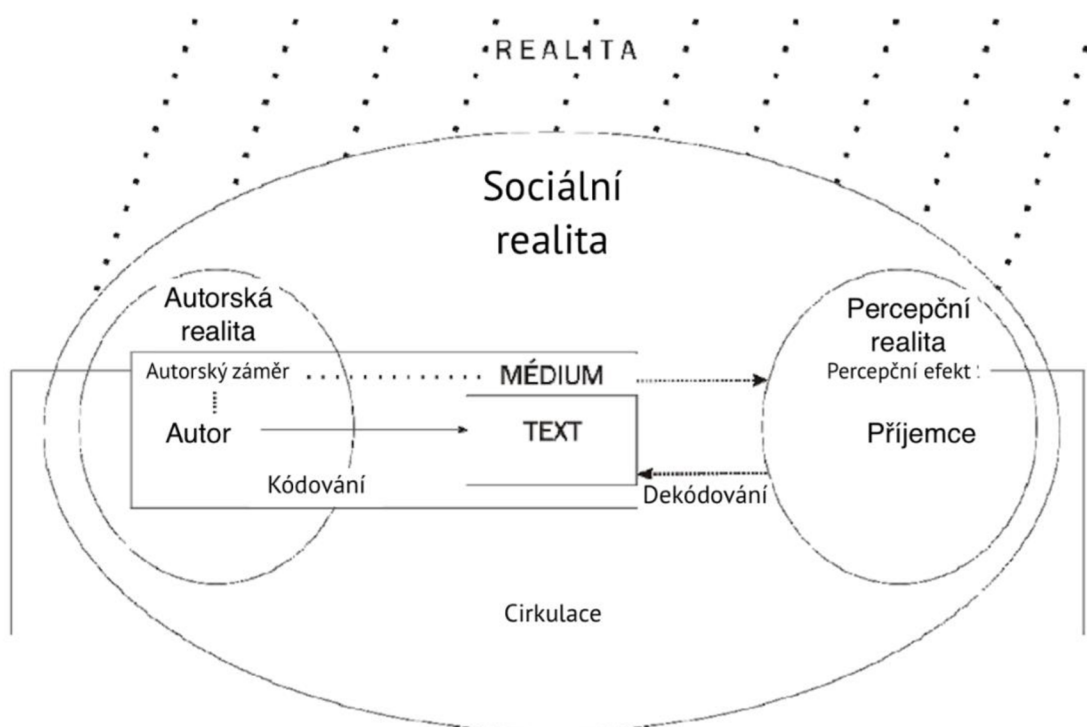 REALITA
Sociální
realita
Autorská
realita
Percepční
realita
Autorský záměr
MÉDIUM
Percepční efekt
Autor
TEXT
Příjemce
Kódování
Dekódování
Cirkulace